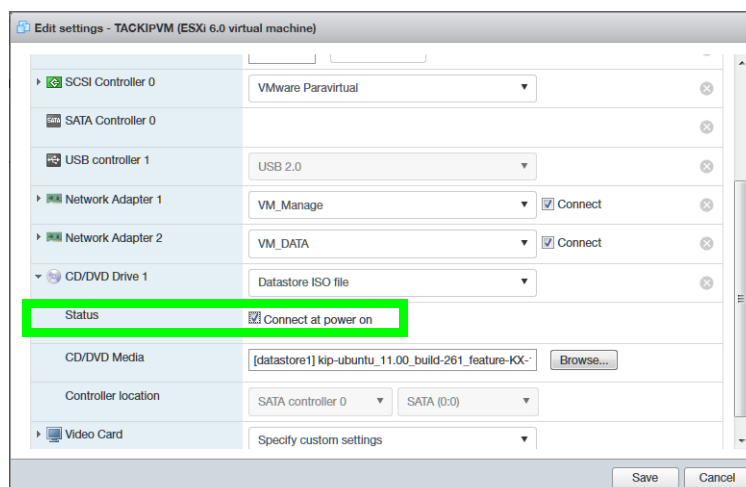 Edit settings - TACKIPVM (ESXi 6.0 virtual machine)
SCSI Controller 0
VMware Paravirtual
SATA Controller 0
USB controller 1
USB 2.0
Network Adapter 1
VM_Manage
Connect
Network Adapter 2
VM_DATA
Connect
CD/DVD Drive 1
Datastore ISO file
Status
Connect at power on
CD/DVD Media
[datastore1] kip-ubuntu_11.00_build-261_feature-KX-
Browse...
Controller location
SATA controller 0
SATA (0:0)
Video Card
Specify custom settings
Save
Cancel